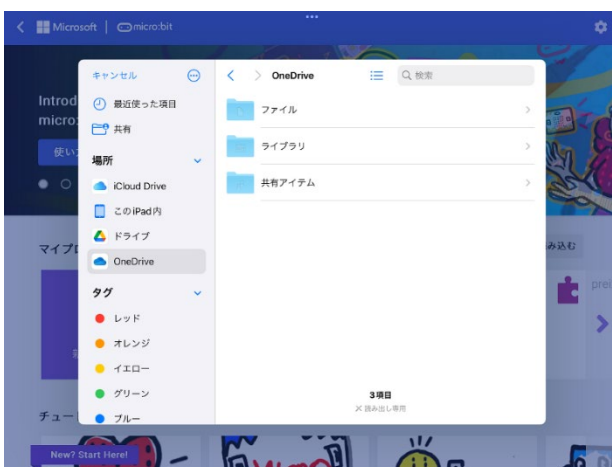 Microsoft | micro:bit
Introd
micro:
使い
マイプロ
み込む
prei
新
チュー
New? Start Here!
キャンセル
最近使った項目
共有
場所
iCloud Drive
このiPad内
ドライブ
OneDrive
タグ
レッド
オレンジ
イエロー
グリーン
ブルー
OneDrive
検索
ファイル
ライブラリ
共有アイテム
3項目
読み出し専用